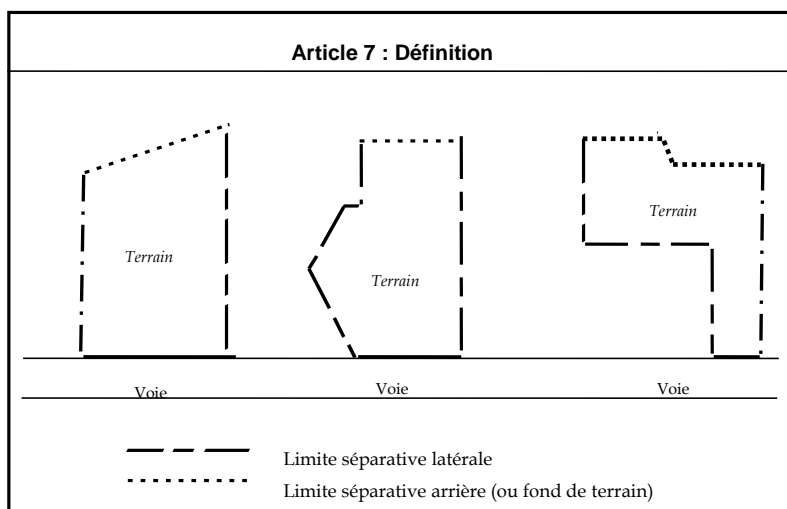 Article 7 : Définition
Terrain
Terrain
Terrain
Voie
Voie
Voie
Limite séparative latérale
Limite séparative arrière (ou fond de terrain)